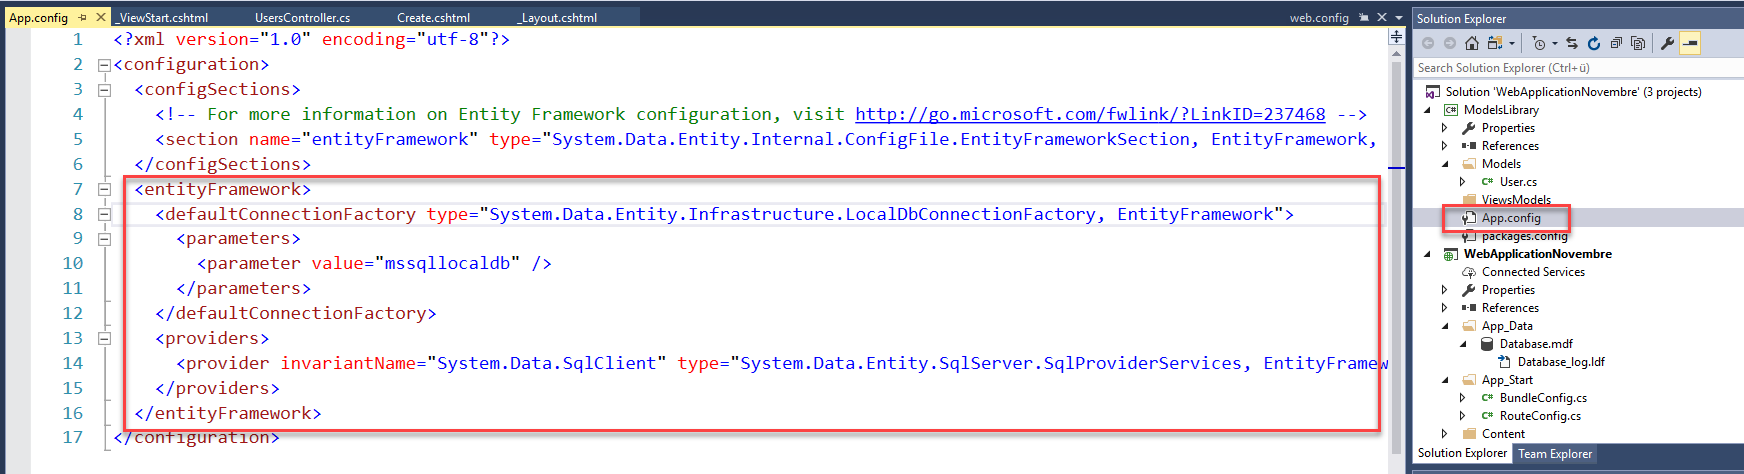 App.config
_ViewStart.cshtml
UsersController.cs
Create.cshtml
_Layout.cshtml
web.config
1 <?xml version="1.0" encoding="utf-8"?>
2 <configuration>
3 <configSections>
4 <!-- For more information on Entity Framework configuration, visit http://go.microsoft.com/fwlink/?LinkID=237468 -->
5 <section name="entityFramework" type="System.Data.Entity.Internal.ConfigFile.EntityFrameworkSection, EntityFramework,
6 </configSections>
7 <entityFramework>
8 <defaultConnectionFactory type="System.Data.Entity.Infrastructure.LocalDbConnectionFactory, EntityFramework">
9 <parameters>
10 <parameter value="mssqllocaldb" />
11 </parameters>
12 </defaultConnectionFactory>
13 <providers>
14 <provider invariantName="System.Data.SqlClient" type="System.Data.Entity.SqlServer.SqlProviderServices, EntityFramew
15 </providers>
16 </entityFramework>
17 </configuration>
Solution Explorer
Search Solution Explorer (Ctrl+ü)
Solution 'WebApplicationNovembre' (3 projects)
ModelsLibrary
Properties
References
Models
User.cs
ViewsModels
App.config
packages.config
WebApplicationNovembre
Connected Services
Properties
References
App_Data
Database.mdf
Database_log.ldf
App_Start
BundleConfig.cs
RouteConfig.cs
Content
Solution Explorer
Team Explorer